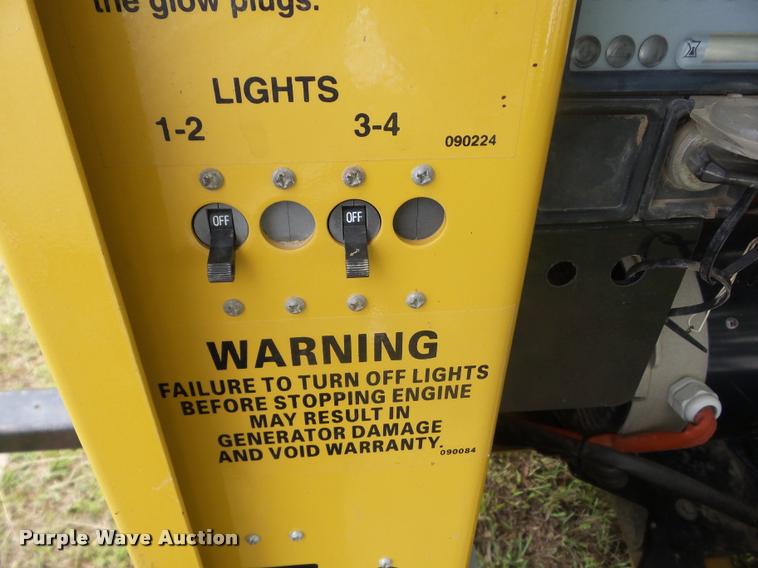 the glow plugs.
LIGHTS
1-2 3-4
090224
OFF OFF
WARNING
FAILURE TO TURN OFF LIGHTS
BEFORE STOPPING ENGINE
MAY RESULT IN
GENERATOR DAMAGE
AND VOID WARRANTY.
090084
Purple Wave Auction